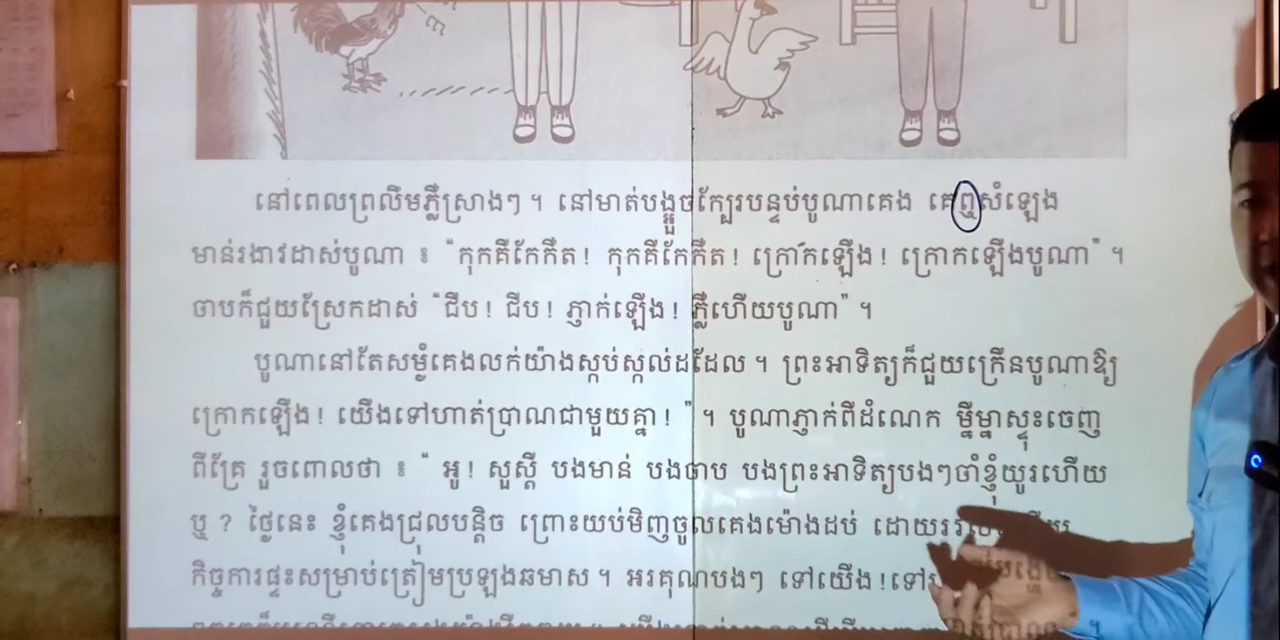 នៅពេលព្រលឹមភ្លឺស្រាងៗ ។ នៅមាត់បង្អួចក្បែរបន្ទប់បូណាគេង គេឮសំឡេង
មាន់រងាវដាស់បូណា ៖ “កុកគីកែកឺត! កុកគីកែកឺត! ក្រោកឡើង! ក្រោកឡើងបូណា” ។
ចាបក៏ជួយស្រែកដាស់ “ជីប! ជីប! ភ្ញាក់ឡើង! ភ្លឺហើយបូណា” ។
បូណានៅតែសម្ងំគេងលក់យ៉ាងស្កប់ស្កល់ដដែល ។ ព្រះអាទិត្យក៏ជួយក្រើនបូណាឱ្យ
ក្រោកឡើង! យើងទៅហាត់ប្រាណជាមួយគ្នា!” ។ បូណាភ្ញាក់ពីដំណេក ម្នីម្នាស្ទុះចេញ
ពីគ្រែ រួចពោលថា ៖ “ អូ! សួស្តី បងមាន់ បងចាប បងព្រះអាទិត្យបងៗចាំខ្ញុំយូរហើយ
ឬ ? ថ្ងៃនេះ ខ្ញុំគេងជ្រុលបន្តិច ព្រោះយប់មិញចូលគេងម៉ោងដប់ ដោយ
កិច្ចការផ្ទះសម្រាប់ត្រៀមប្រឡងឆមាស ។ អរគុណបងៗ ទៅយើង!